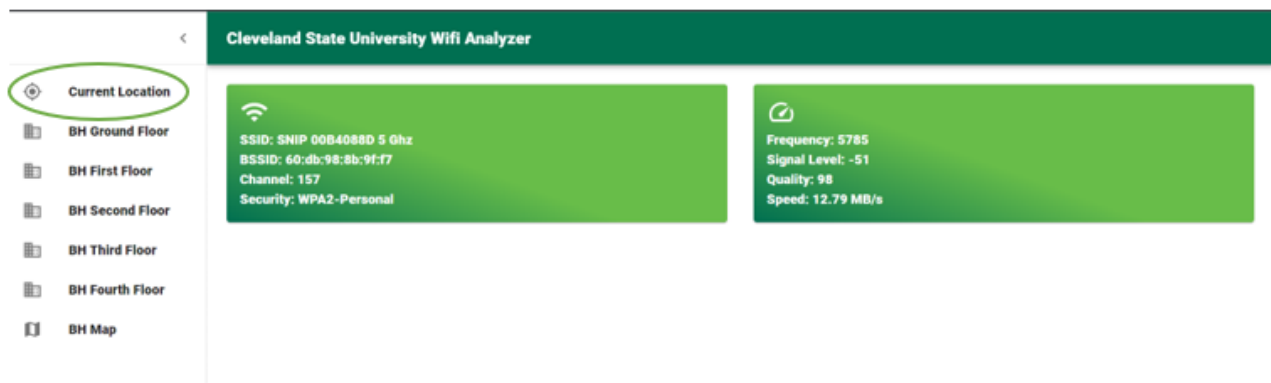 Cleveland State University Wifi Analyzer
Current Location
BH Ground Floor
BH First Floor
BH Second Floor
BH Third Floor
BH Fourth Floor
BH Map
SSID: SNIP 00B4088D 5 Ghz
BSSID: 60:db:98:8b:9f:f7
Channel: 157
Security: WPA2-Personal
Frequency: 5785
Signal Level: -51
Quality: 98
Speed: 12.79 MB/s